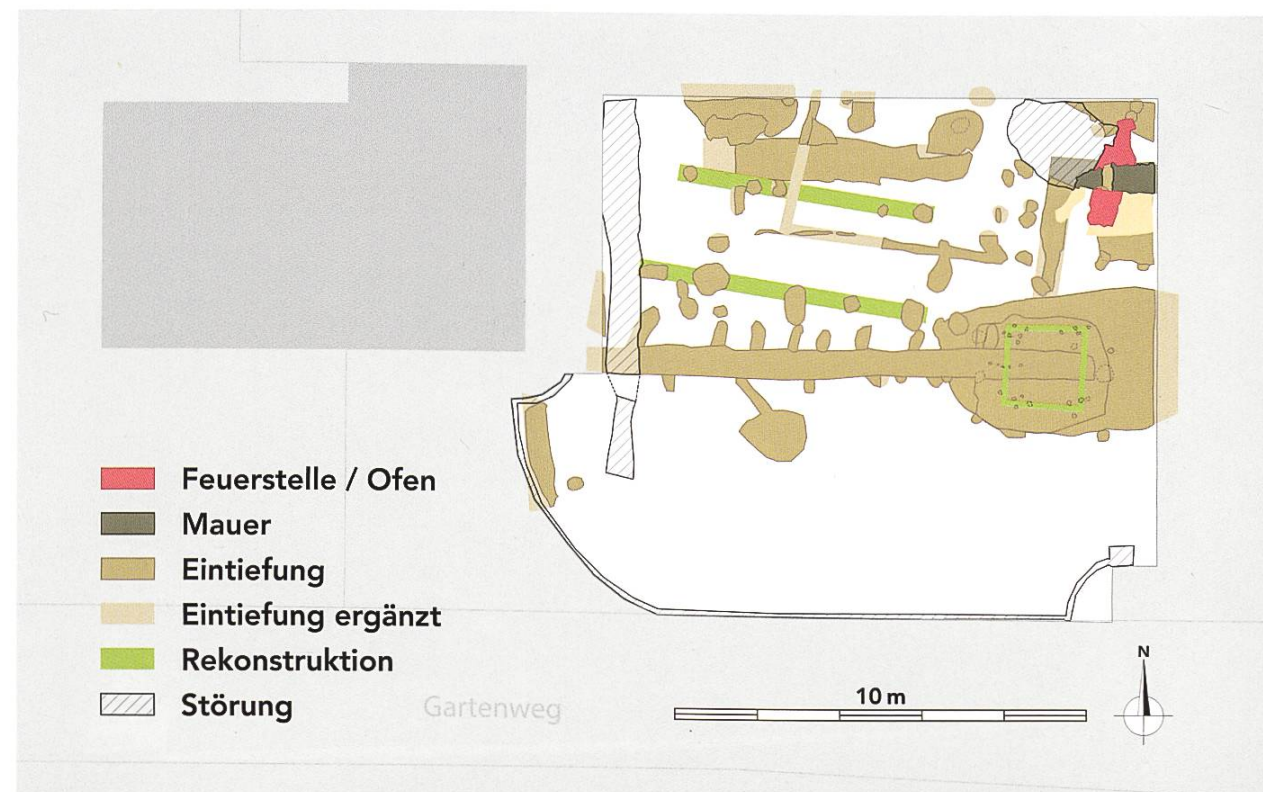 Feuerstelle / Ofen
Mauer
Eintiefung
Eintiefung ergänzt
Rekonstruktion
Störung
Gartenweg
10 m
N